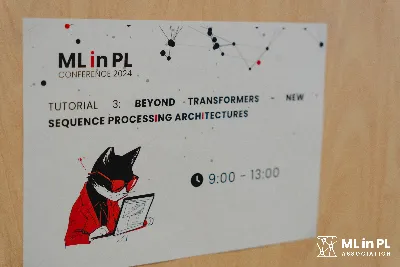 ML in PL
CONFERENCE 2024
TUTORIAL 3: BEYOND TRANSFORMERS - NEW
SEQUENCE PROCESSING ARCHITECTURES
9:00 - 13:00
ML in PL
ASSOCIATION